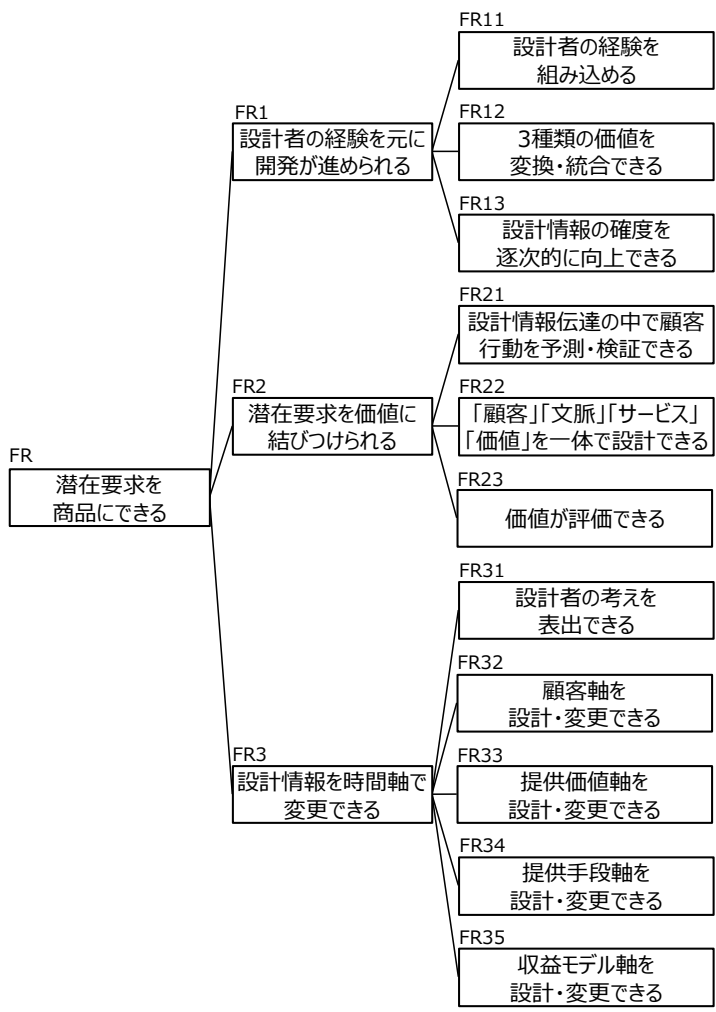 FR11
設計者の経験を
組み込める
FR1
設計者の経験を元に
開発が進められる
FR12
3種類の価値を
変換・統合できる
FR13
設計情報の確度を
逐次的に向上できる
FR21
設計情報伝達の中で顧客
行動を予測・検証できる
FR2
潜在要求を価値に
結びつけられる
FR22
「顧客」「文脈」「サービス」
「価値」を一体で設計できる
FR
潜在要求を
商品にできる
FR23
価値が評価できる
FR31
設計者の考えを
表出できる
FR32
顧客軸を
設計・変更できる
FR3
設計情報を時間軸で
変更できる
FR33
提供価値軸を
設計・変更できる
FR34
提供手段軸を
設計・変更できる
FR35
収益モデル軸を
設計・変更できる